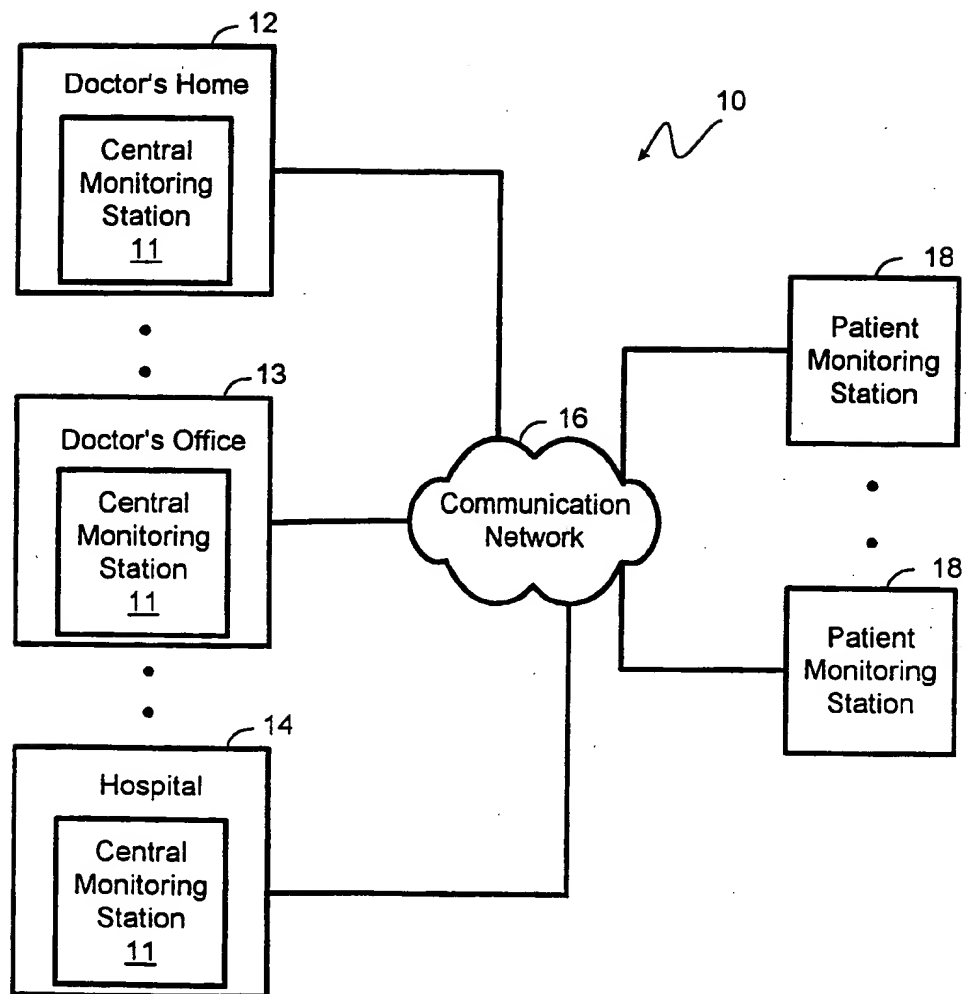 12
Doctor's Home
Central
Monitoring
Station
11
10
13
Doctor's Office
Central
Monitoring
Station
11
16
Communication
Network
18
Patient
Monitoring
Station
18
Patient
Monitoring
Station
14
Hospital
Central
Monitoring
Station
11